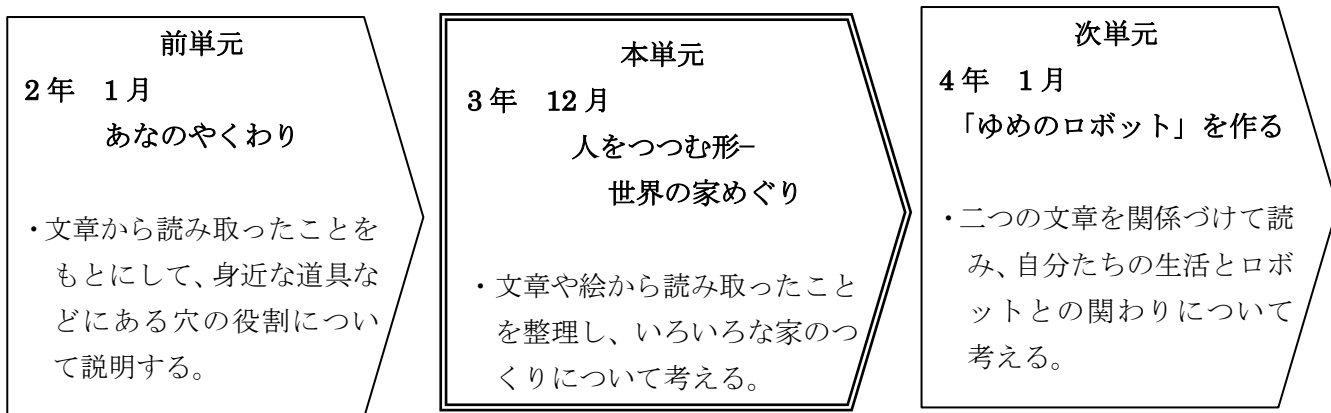 前単元
2年　1月
あなのやくわり
・文章から読み取ったことを
もとにして、身近な道具な
どにある穴の役割につい
て説明する。
本単元
3年　12月
人をつつむ形−
世界の家めぐり
・文章や絵から読み取ったこと
を整理し、いろいろな家のつ
くりについて考える。
次単元
4年　1月
「ゆめのロボット」を作る
・二つの文章を関係づけて読
み、自分たちの生活とロボ
ットとの関わりについて
考える。